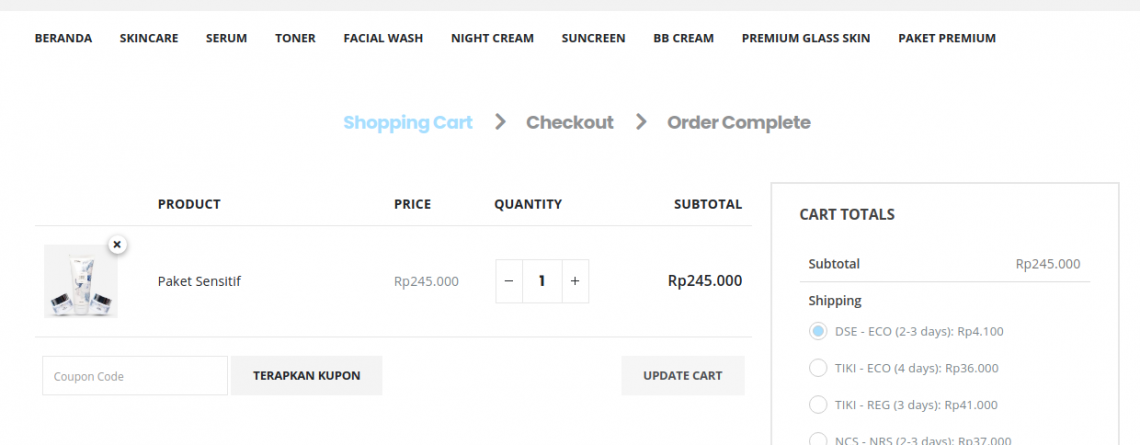 BERANDA SKINCARE SERUM TONER FACIAL WASH NIGHT CREAM SUNCREEN BB CREAM PREMIUM GLASS SKIN PAKET PREMIUM
Shopping Cart Checkout Order Complete
PRODUCT PRICE QUANTITY SUBTOTAL
Paket Sensitif Rp245.000 − 1 + Rp245.000
Coupon Code TERAPKAN KUPON UPDATE CART
CART TOTALS
Subtotal Rp245.000
Shipping
DSE - ECO (2-3 days): Rp4.100
TIKI - ECO (4 days): Rp36.000
TIKI - REG (3 days): Rp41.000
NCS - NRS (2-3 days): Rp37.000